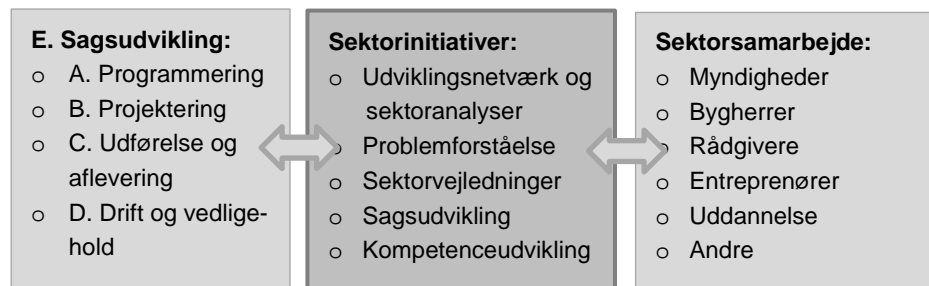 E. Sagsudvikling:
o A. Programmering
o B. Projektering
o C. Udførelse og
aflevering
o D. Drift og vedlige-
hold
Sektorinitiativer:
o Udviklingsnetværk og
sektoranalyser
o Problemforståelse
o Sektorvejledninger
o Sagsudvikling
o Kompetenceudvikling
Sektorsamarbejde:
o Myndigheder
o Bygherrer
o Rådgivere
o Entreprenører
o Uddannelse
o Andre